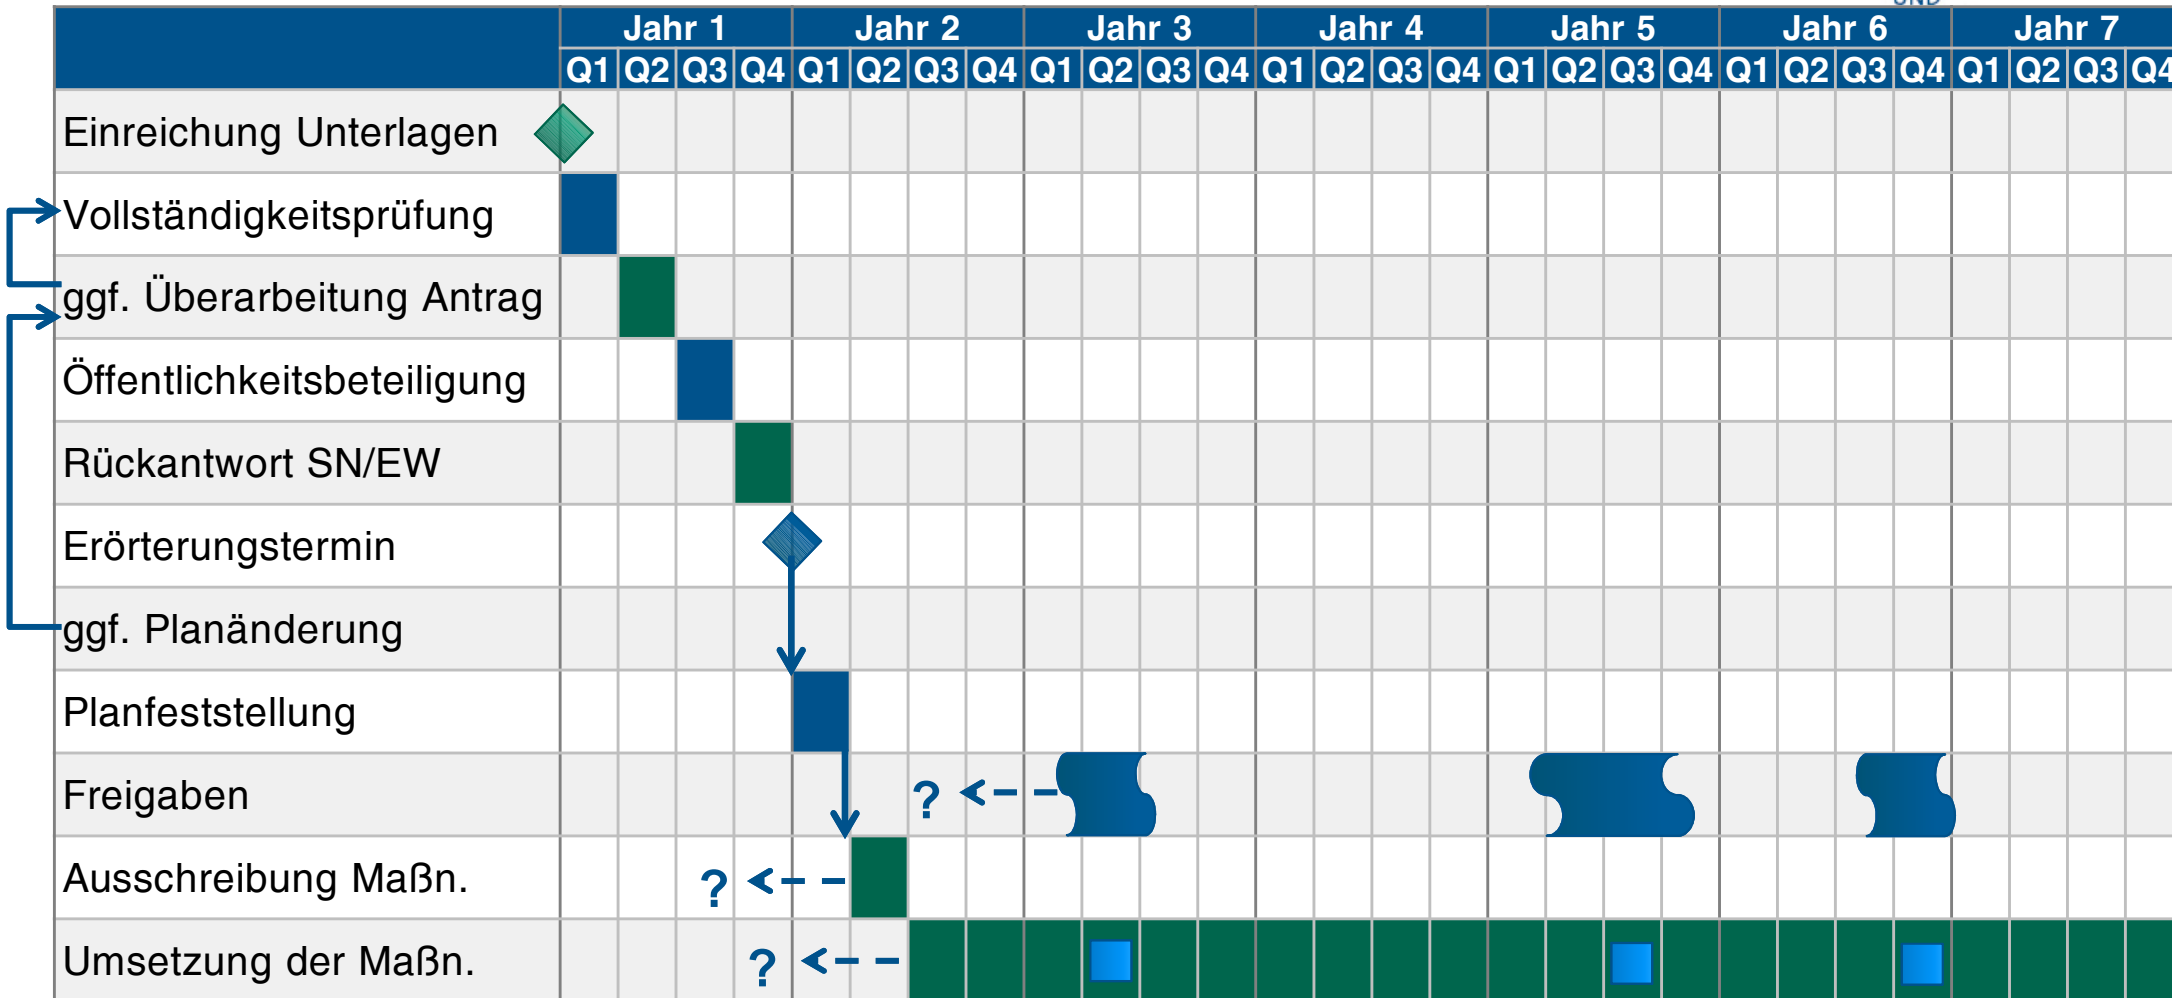 UND
Jahr 1 Jahr 2 Jahr 3 Jahr 4 Jahr 5 Jahr 6 Jahr 7
Q1 Q2 Q3 Q4 Q1 Q2 Q3 Q4 Q1 Q2 Q3 Q4 Q1 Q2 Q3 Q4 Q1 Q2 Q3 Q4 Q1 Q2 Q3 Q4 Q1 Q2 Q3 Q4
Einreichung Unterlagen
Vollständigkeitsprüfung
ggf. Überarbeitung Antrag
Öffentlichkeitsbeteiligung
Rückantwort SN/EW
Erörterungstermin
ggf. Planänderung
Planfeststellung
Freigaben ?
Ausschreibung Maßn. ?
Umsetzung der Maßn. ?